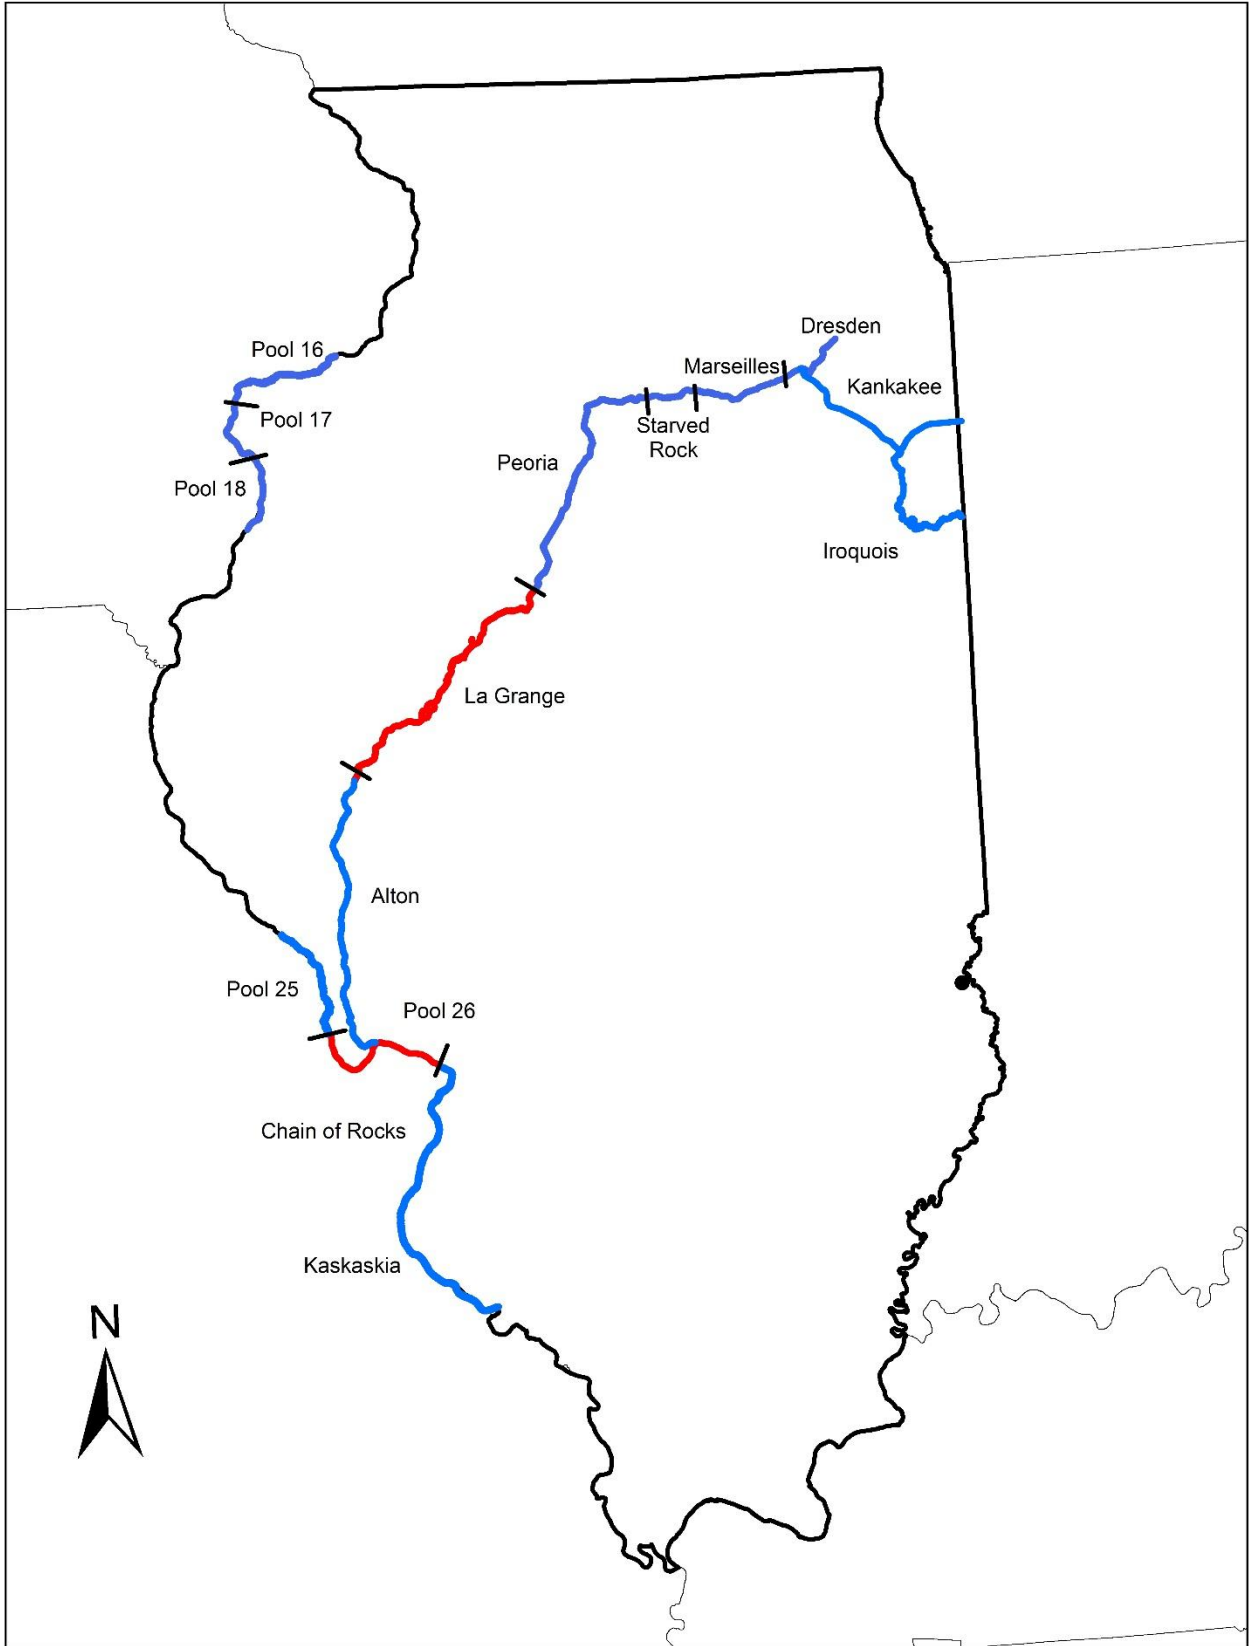 Dresden
Pool 16
Marseilles
Kankakee
Pool 17
Starved
Rock
Peoria
Pool 18
Iroquois
La Grange
Alton
Pool 25
Pool 26
Chain of Rocks
Kaskaskia
N